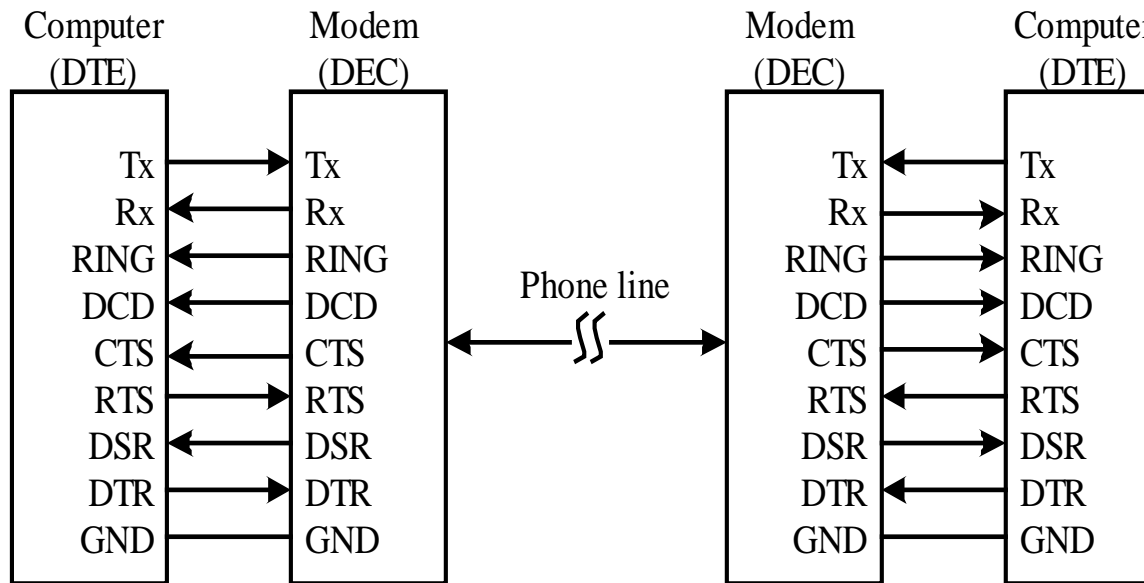 Computer Modem Modem Compute
(DTE) (DEC) (DEC) (DTE)
Tx Tx Tx Tx
Rx Rx Rx Rx
RING RING RING RING
DCD DCD Phone line DCD DCD
CTS CTS CTS CTS
RTS RTS RTS RTS
DSR DSR DSR DSR
DTR DTR DTR DTR
GND GND GND GND